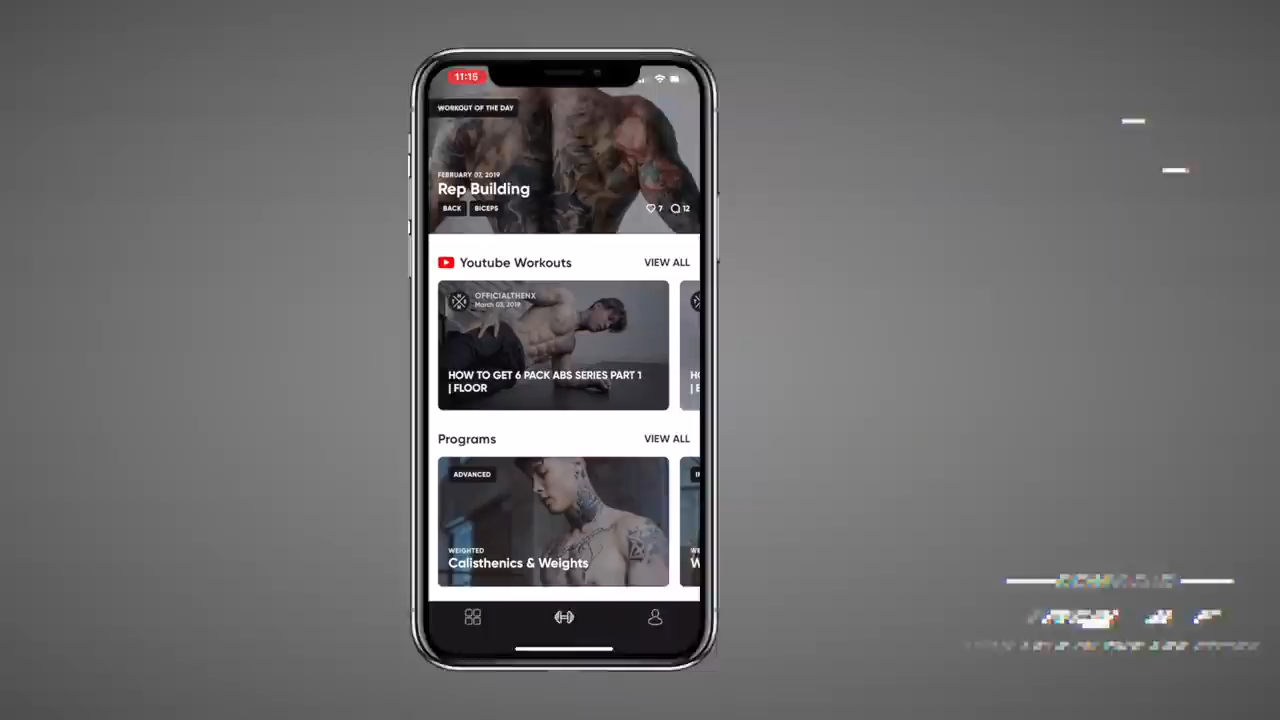 11:15
WORKOUT OF THE DAY
FEBRUARY 07, 2019
Rep Building
BACK BICEPS 7 12
Youtube Workouts VIEW ALL
OFFICIALTHENX
March 03, 2019
HOW TO GET 6 PACK ABS SERIES PART 1
| FLOOR
Programs VIEW ALL
ADVANCED
WEIGHTED
Calisthenics & Weights